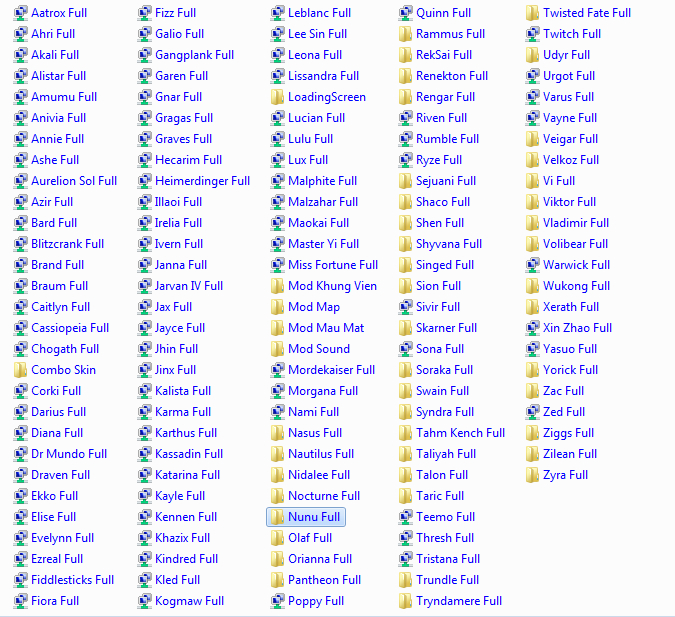 Aatrox Full
Ahri Full
Akali Full
Alistar Full
Amumu Full
Anivia Full
Annie Full
Ashe Full
Aurelion Sol Full
Azir Full
Bard Full
Blitzcrank Full
Brand Full
Braum Full
Caitlyn Full
Cassiopeia Full
Chogath Full
Combo Skin
Corki Full
Darius Full
Diana Full
Dr Mundo Full
Draven Full
Ekko Full
Elise Full
Evelynn Full
Ezreal Full
Fiddlesticks Full
Fiora Full
Fizz Full
Galio Full
Gangplank Full
Garen Full
Gnar Full
Gragas Full
Graves Full
Hecarim Full
Heimerdinger Full
Illaoi Full
Irelia Full
Ivern Full
Janna Full
Jarvan IV Full
Jax Full
Jayce Full
Jhin Full
Jinx Full
Kalista Full
Karma Full
Karthus Full
Kassadin Full
Katarina Full
Kayle Full
Kennen Full
Khazix Full
Kindred Full
Kled Full
Kogmaw Full
Leblanc Full
Lee Sin Full
Leona Full
Lissandra Full
LoadingScreen
Lucian Full
Lulu Full
Lux Full
Malphite Full
Malzahar Full
Maokai Full
Master Yi Full
Miss Fortune Full
Mod Khung Vien
Mod Map
Mod Mau Mat
Mod Sound
Mordekaiser Full
Morgana Full
Nami Full
Nasus Full
Nautilus Full
Nidalee Full
Nocturne Full
Nunu Full
Olaf Full
Orianna Full
Pantheon Full
Poppy Full
Quinn Full
Rammus Full
RekSai Full
Renekton Full
Rengar Full
Riven Full
Rumble Full
Ryze Full
Sejuani Full
Shaco Full
Shen Full
Shyvana Full
Singed Full
Sion Full
Sivir Full
Skarner Full
Sona Full
Soraka Full
Swain Full
Syndra Full
Tahm Kench Full
Taliyah Full
Talon Full
Taric Full
Teemo Full
Thresh Full
Tristana Full
Trundle Full
Tryndamere Full
Twisted Fate Full
Twitch Full
Udyr Full
Urgot Full
Varus Full
Vayne Full
Veigar Full
Velkoz Full
Vi Full
Viktor Full
Vladimir Full
Volibear Full
Warwick Full
Wukong Full
Xerath Full
Xin Zhao Full
Yasuo Full
Yorick Full
Zac Full
Zed Full
Ziggs Full
Zilean Full
Zyra Full